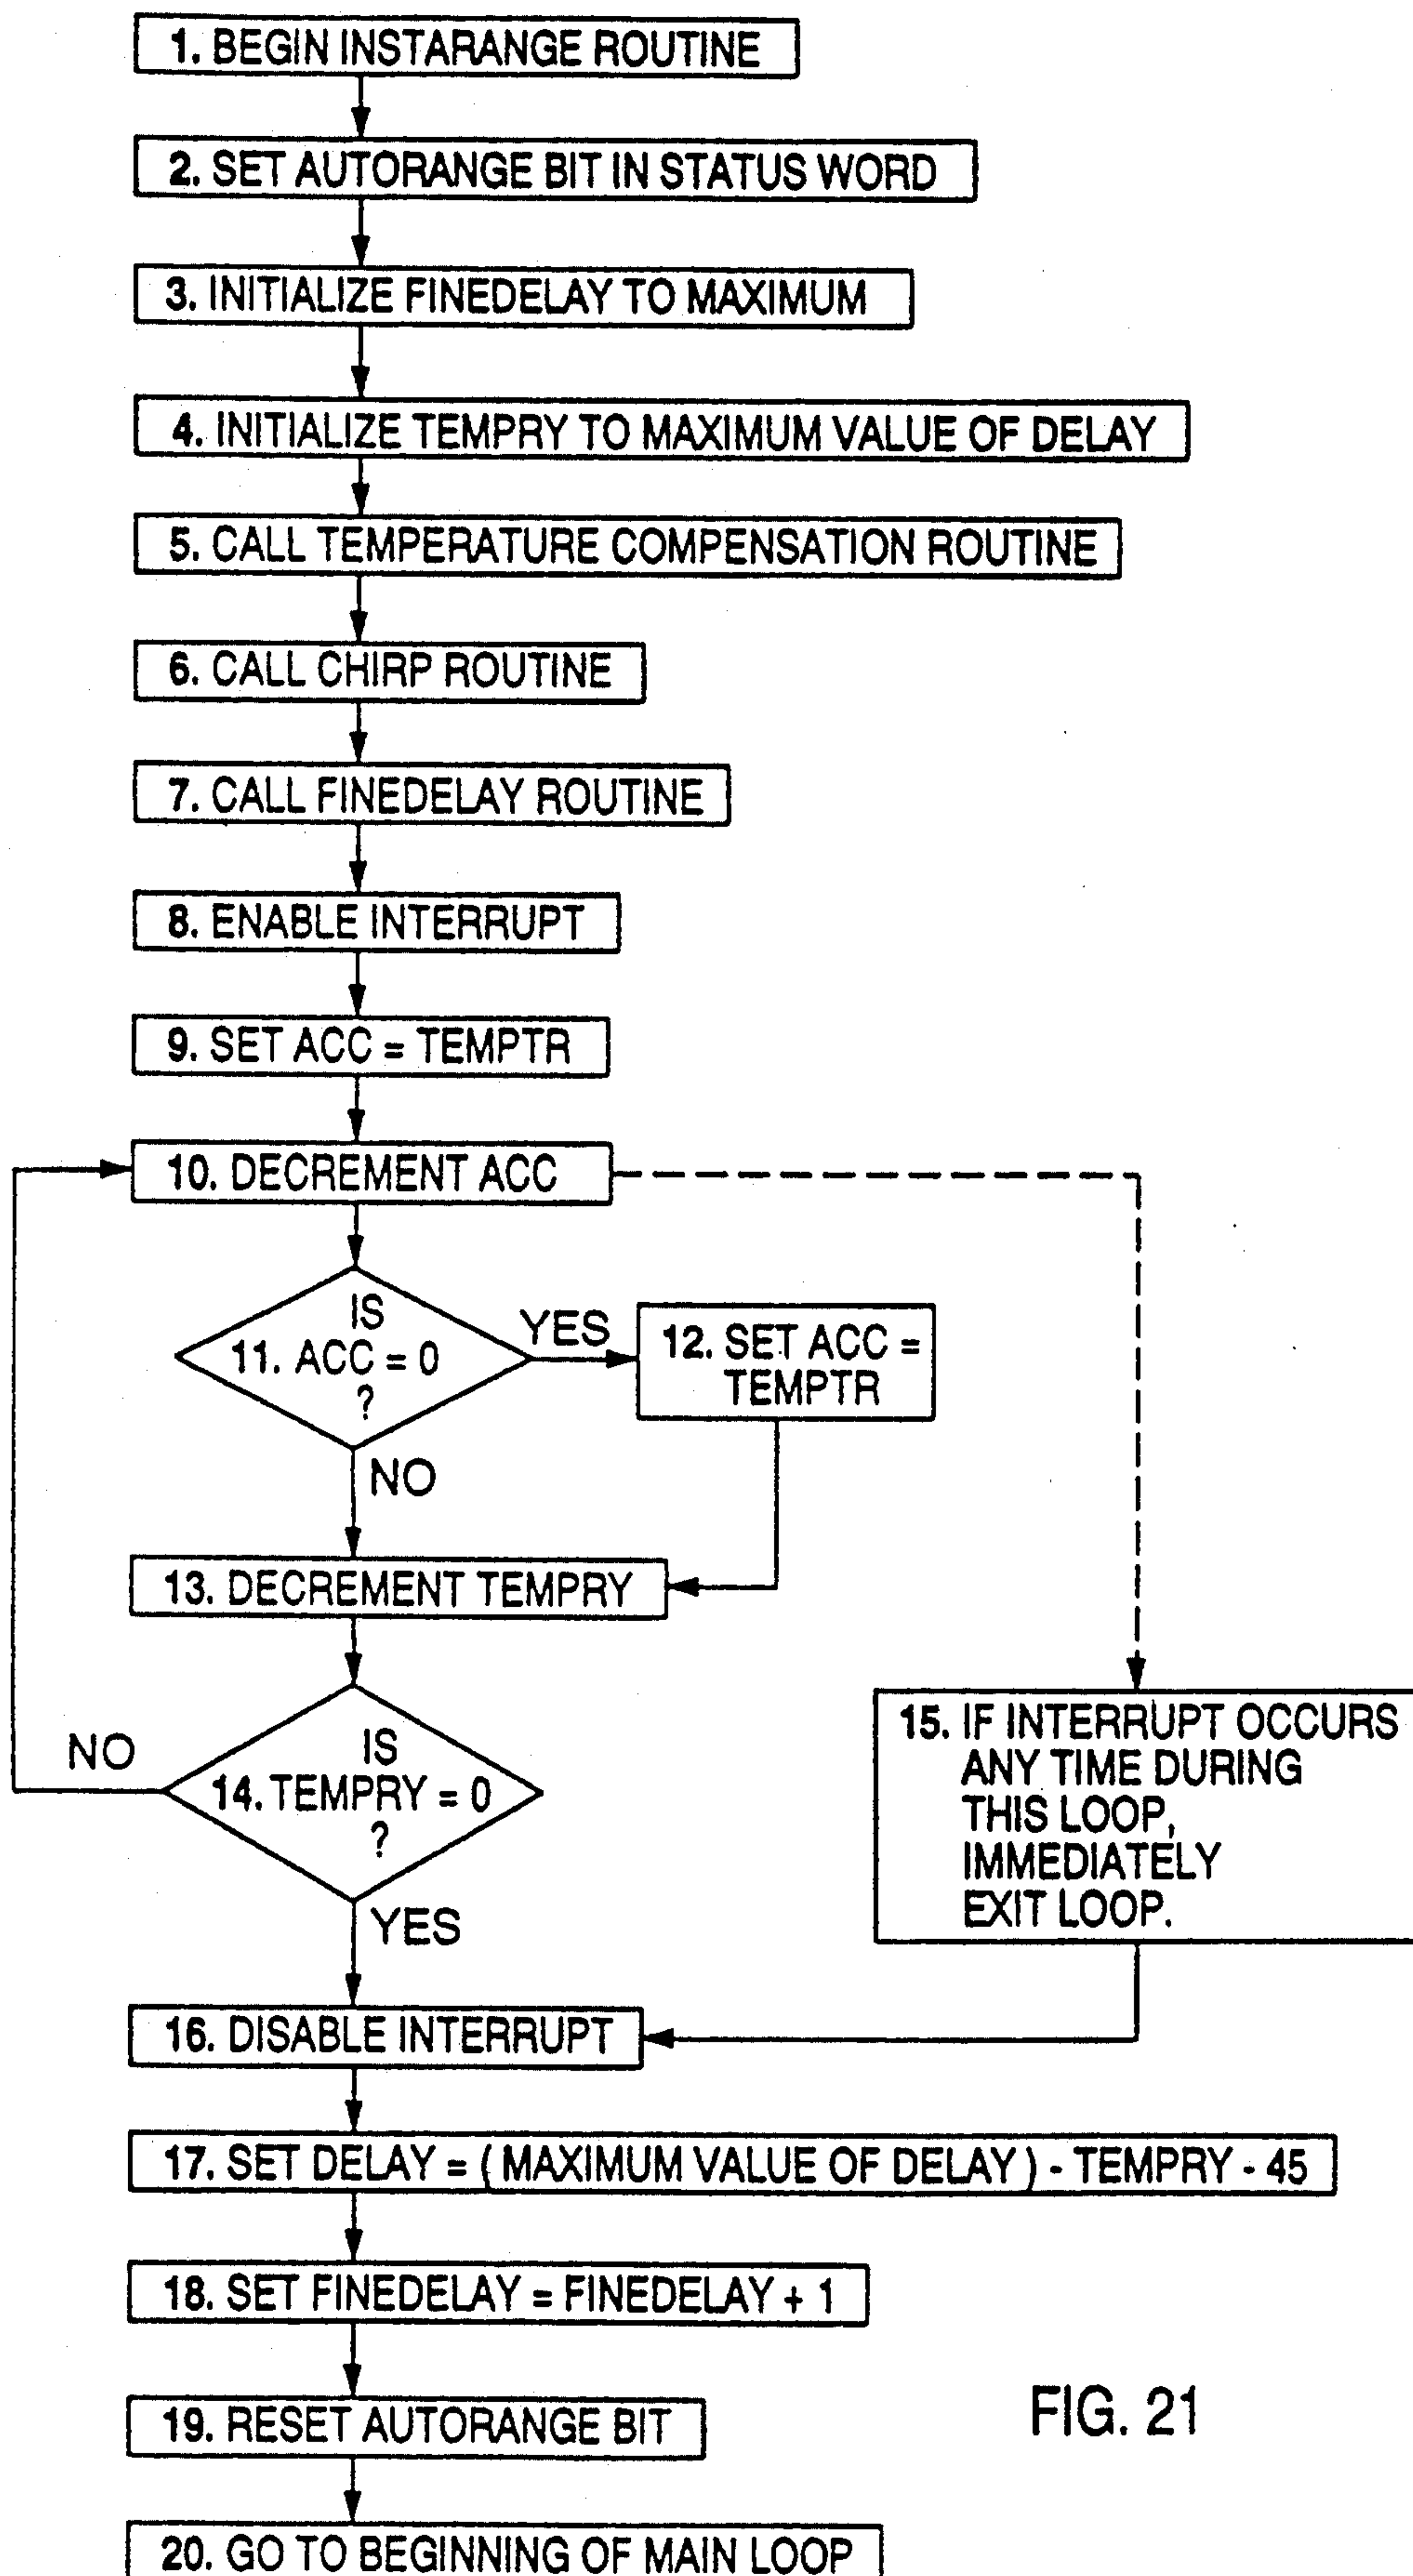 1. BEGIN INSTARANGE ROUTINE
2. SET AUTORANGE BIT IN STATUS WORD
3. INITIALIZE FINEDELAY TO MAXIMUM
4. INITIALIZE TEMPRY TO MAXIMUM VALUE OF DELAY
5. CALL TEMPERATURE COMPENSATION ROUTINE
6. CALL CHIRP ROUTINE
7. CALL FINEDELAY ROUTINE
8. ENABLE INTERRUPT
9. SET ACC = TEMPTR
10. DECREMENT ACC
IS
11. ACC = 0
?
YES
12. SET ACC =
TEMPTR
NO
13. DECREMENT TEMPRY
IS
14. TEMPRY = 0
?
NO
YES
15. IF INTERRUPT OCCURS
ANY TIME DURING
THIS LOOP,
IMMEDIATELY
EXIT LOOP.
16. DISABLE INTERRUPT
17. SET DELAY = ( MAXIMUM VALUE OF DELAY ) - TEMPRY - 45
18. SET FINEDELAY = FINEDELAY + 1
19. RESET AUTORANGE BIT
20. GO TO BEGINNING OF MAIN LOOP
FIG. 21